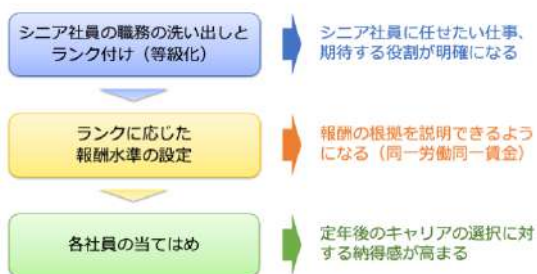 シニア社員の職務の洗い出しと
ランク付け（等級化）
シニア社員に任せたい仕事、
期待する役割が明確になる
ランクに応じた
報酬水準の設定
報酬の根拠を説明できるよう
になる（同一労働同一賃金）
各社員の当てはめ
定年後のキャリアの選択に対
する納得感が高まる